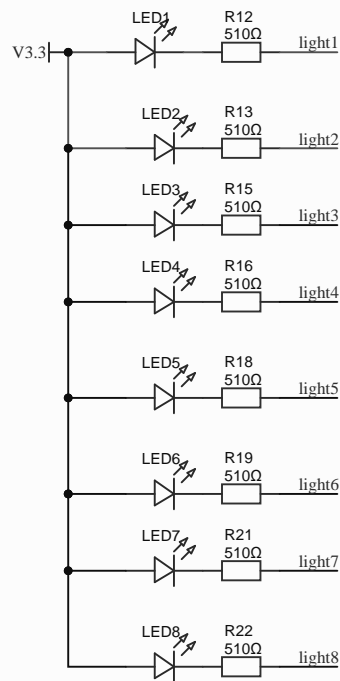 LED1
R12
510Ω
V3.3
light1
LED2
R13
510Ω
light2
LED3
R15
510Ω
light3
LED4
R16
510Ω
light4
LED5
R18
510Ω
light5
LED6
R19
510Ω
light6
LED7
R21
510Ω
light7
LED8
R22
510Ω
light8